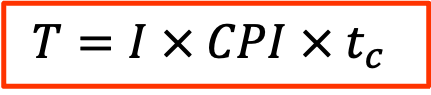 T = I × CPI × t_c